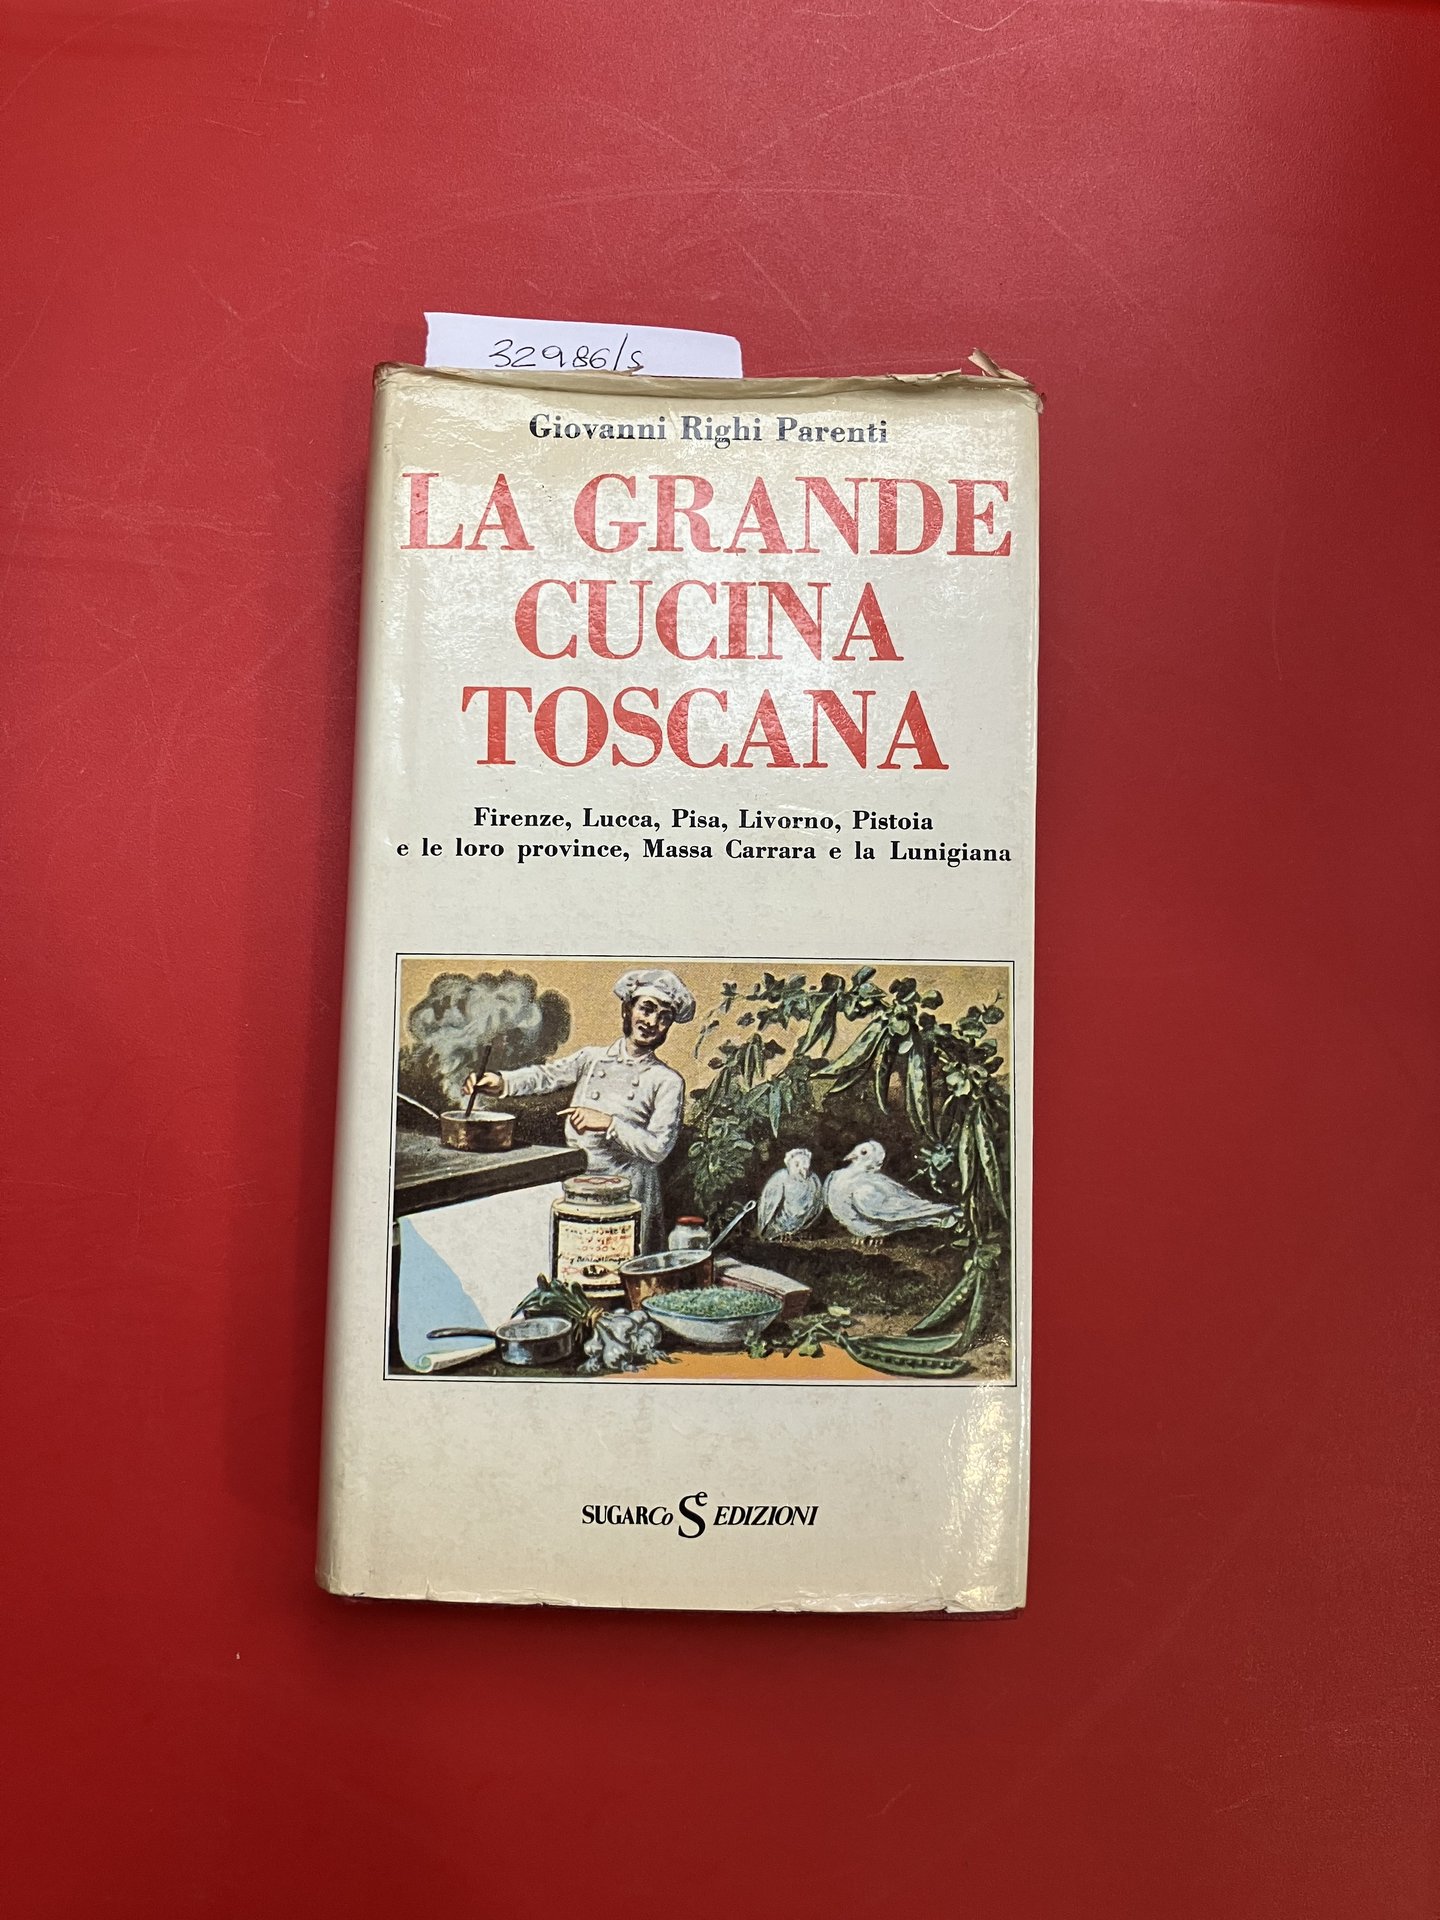 32986/s
Giovanni Righi Parenti
LA GRANDE
CUCINA
TOSCANA
Firenze, Lucca, Pisa, Livorno, Pistoia
e le loro province, Massa Carrara e la Lunigiana
SUGARCo Se EDIZIONI